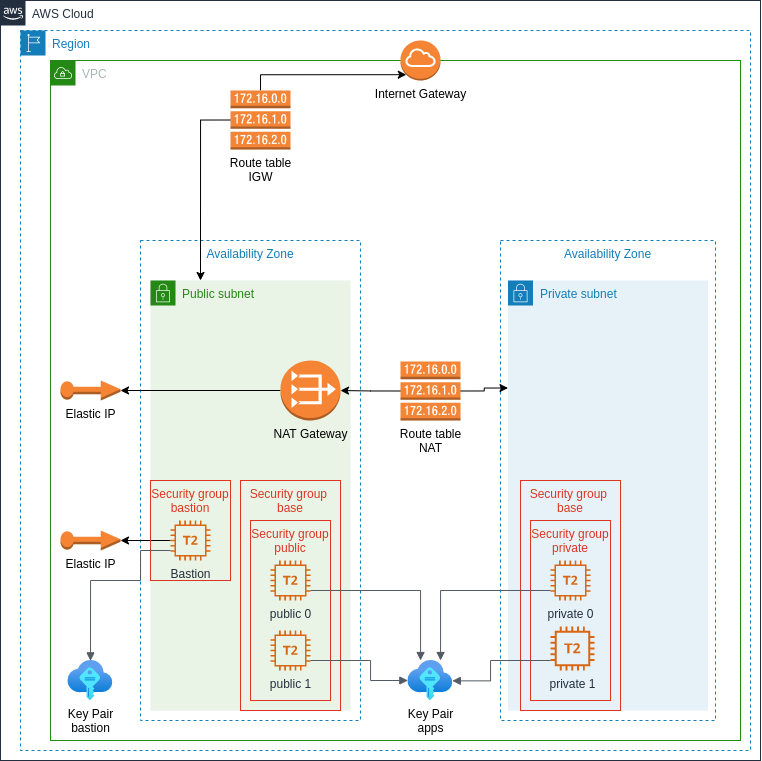 aws
AWS Cloud
Region
VPC
Internet Gateway
172.16.0.0
172.16.1.0
172.16.2.0
Route table
IGW
Availability Zone
Availability Zone
Public subnet
Private subnet
Elastic IP
NAT Gateway
172.16.0.0
172.16.1.0
172.16.2.0
Route table
NAT
Security group
bastion
T2
Bastion
Elastic IP
Security group
base
Security group
public
T2
public 0
T2
public 1
Security group
base
Security group
private
T2
private 0
T2
private 1
Key Pair
bastion
Key Pair
apps